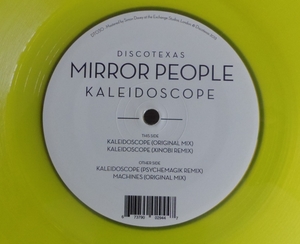 DISCOTEXAS
MIRROR PEOPLE
KALEIDOSCOPE
THIS SIDE
KALEIDOSCOPE (ORIGINAL MIX)
KALEIDOSCOPE (XINOBI REMIX)
OTHER SIDE
KALEIDOSCOPE (PSYCHEMAGIK REMIX)
MACHINES (ORIGINAL MIX)